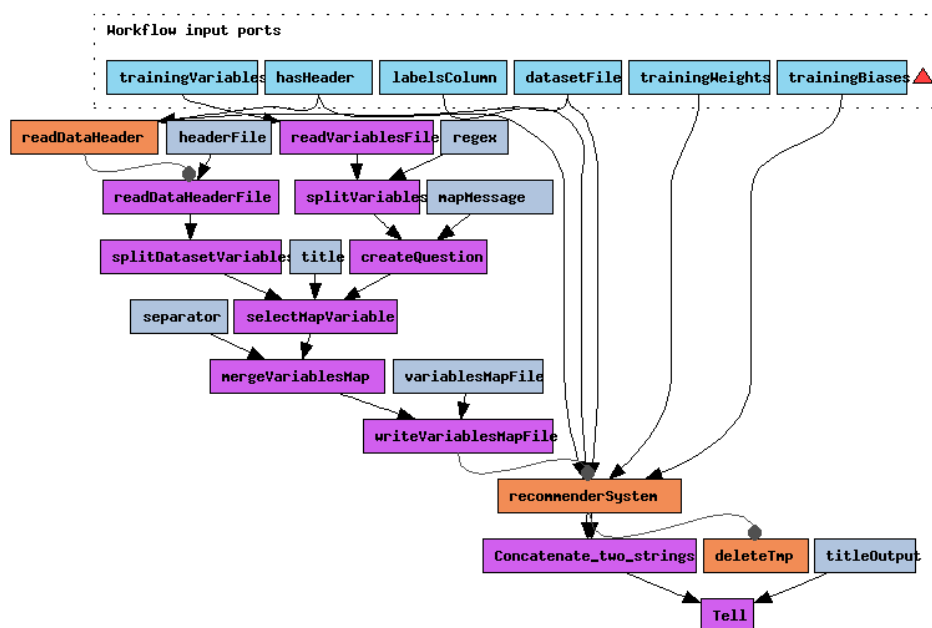 Workflow input ports
trainingVariables hasHeader labelsColumn datasetFile trainingWeights trainingBiases
readDataHeader headerFile readVariablesFile regex
readDataHeaderFile splitVariables mapMessage
splitDatasetVariables title createQuestion
separator selectMapVariable
mergeVariablesMap variablesMapFile
writeVariablesMapFile
recommenderSystem
Concatenate_two_strings deleteTmp titleOutput
Tell